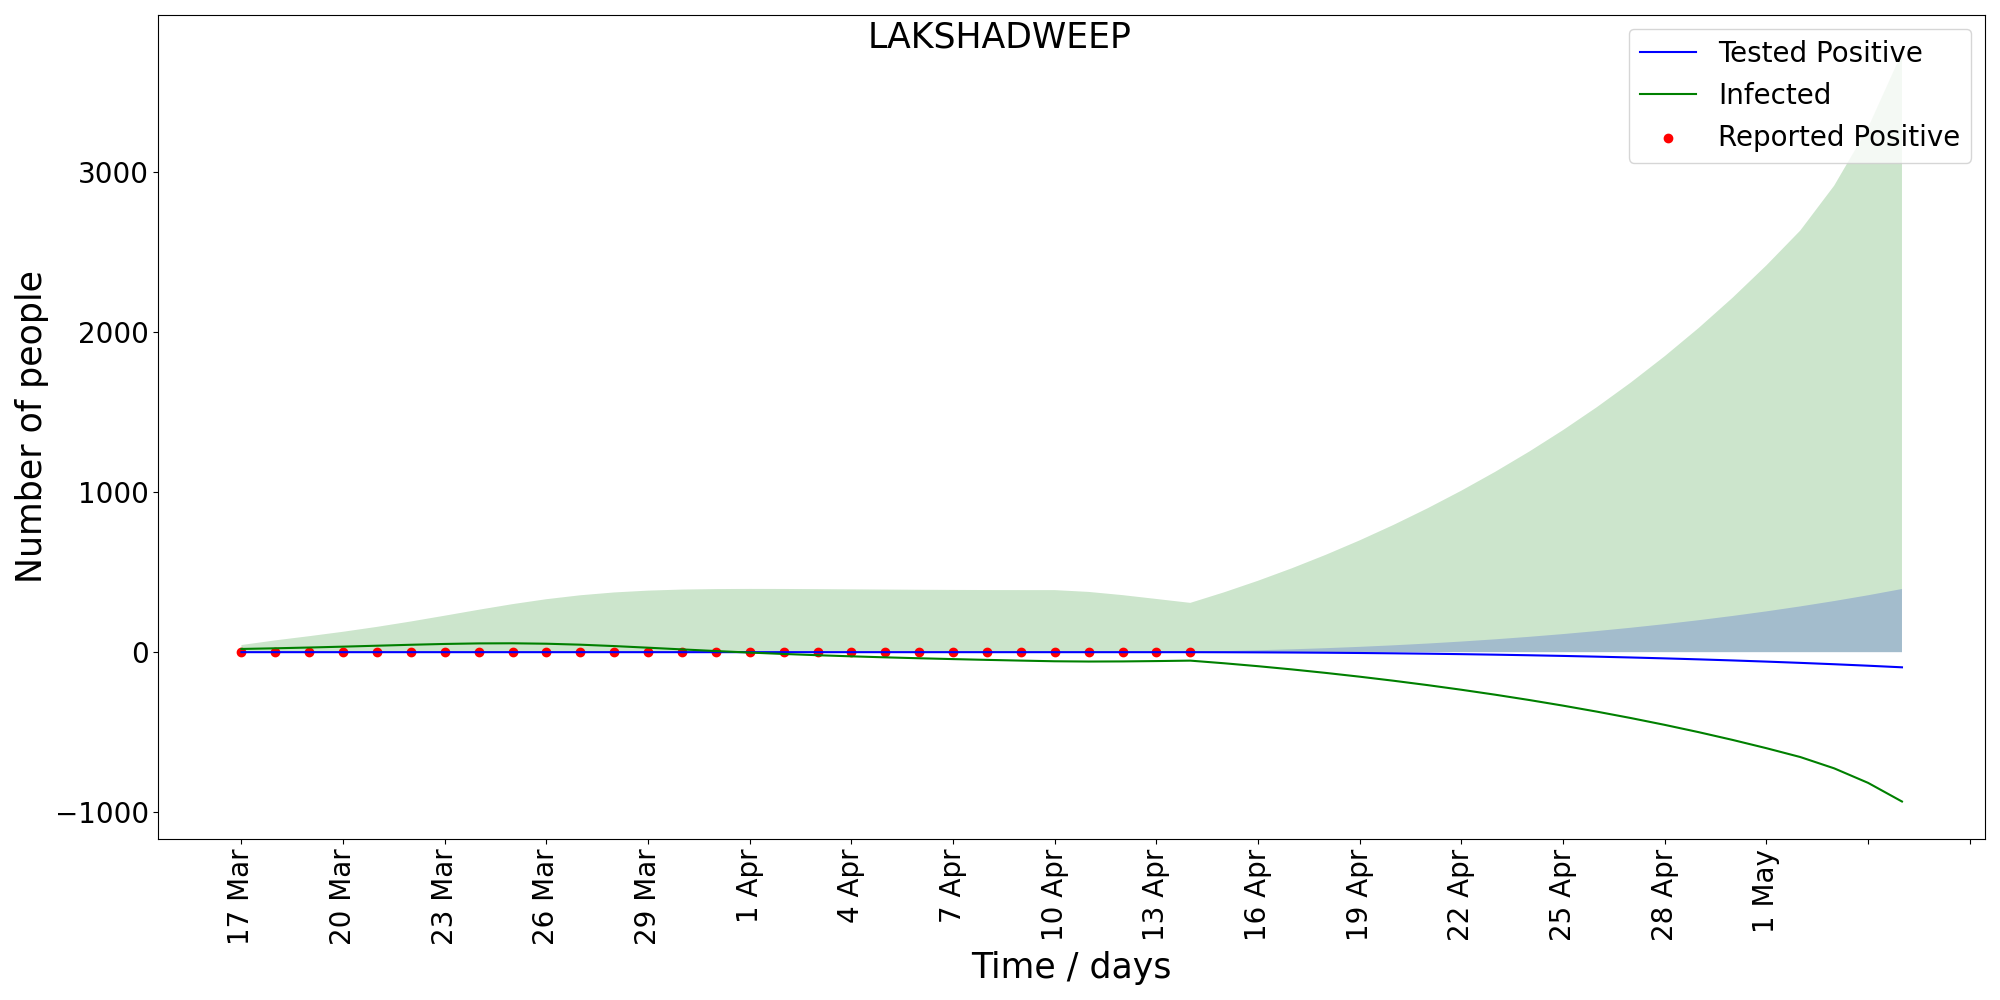 LAKSHADWEEP
Tested Positive
Infected
Reported Positive
Number of people
3000
2000
1000
0
−1000
17 Mar
20 Mar
23 Mar
26 Mar
29 Mar
1 Apr
4 Apr
7 Apr
10 Apr
13 Apr
16 Apr
19 Apr
22 Apr
25 Apr
28 Apr
1 May
Time / days